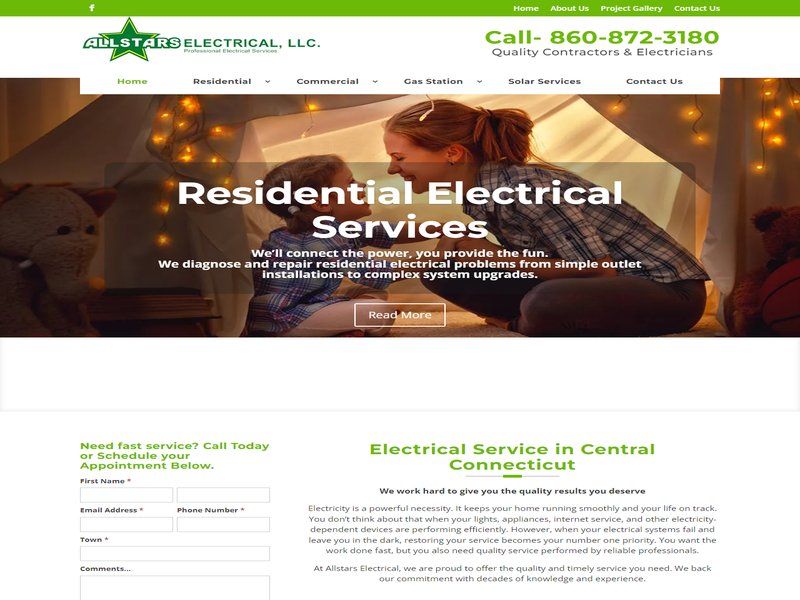 Home About Us Project Gallery Contact Us
ALLSTARS ELECTRICAL, LLC.
Professional Electrical Services
Call- 860-872-3180
Quality Contractors & Electricians
Home Residential Commercial Gas Station Solar Services Contact Us
Residential Electrical
Services
We'll connect the power, you provide the fun.
We diagnose and repair residential electrical problems from simple outlet
installations to complex system upgrades.
Read More
Need fast service? Call Today
or Schedule your
Appointment Below.
First Name *
Email Address * Phone Number *
Town *
Comments...
Electrical Service in Central
Connecticut
We work hard to give you the quality results you deserve
Electricity is a powerful necessity. It keeps your home running smoothly and your life on track.
You don't think about that when your lights, appliances, internet service, and other electricity-
dependent devices are performing efficiently. However, when your electrical systems fail and
leave you in the dark, restoring your service becomes your number one priority. You want the
work done fast, but you also need quality service performed by reliable professionals.
At Allstars Electrical, we are proud to offer the quality and timely service you need. We back
our commitment with decades of knowledge and experience.